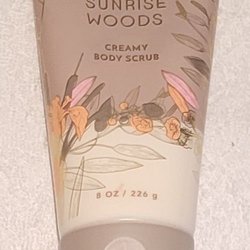 SUNRISE
WOODS
CREAMY
BODY SCRUB
8 OZ / 226 g